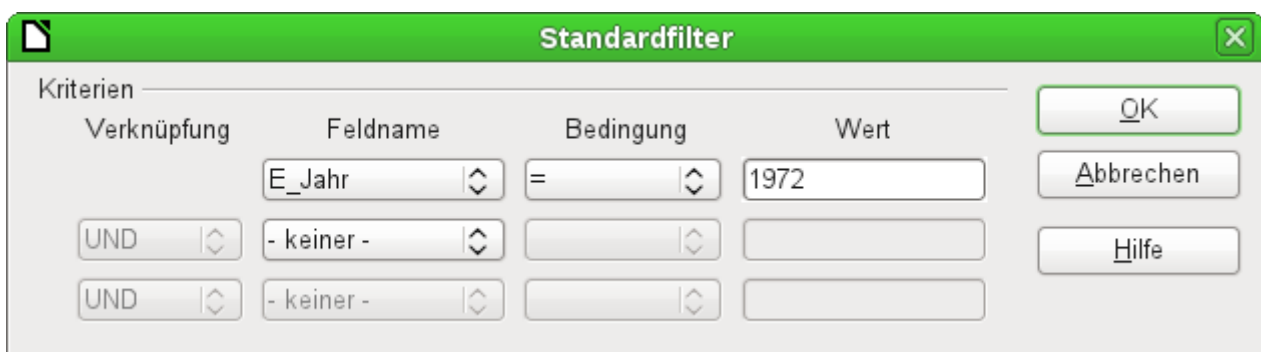 Standardfilter
Kriterien
Verknüpfung Feldname Bedingung Wert
E_Jahr = 1972
UND - keiner -
UND - keiner -
OK
Abbrechen
Hilfe